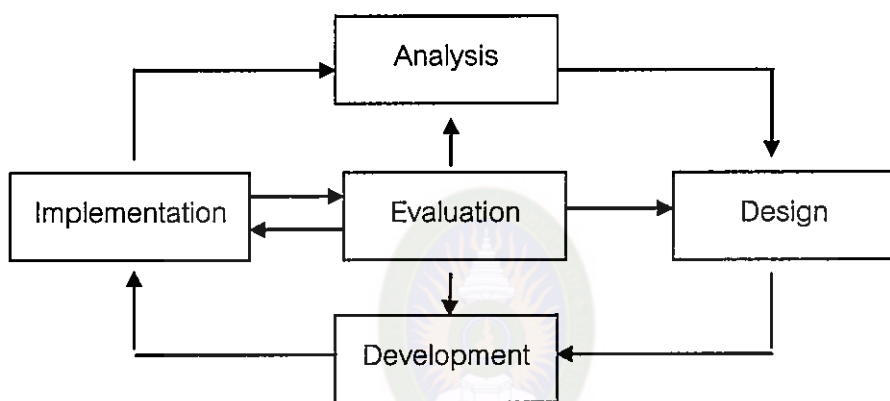 Analysis
Implementation
Evaluation
Design
Development